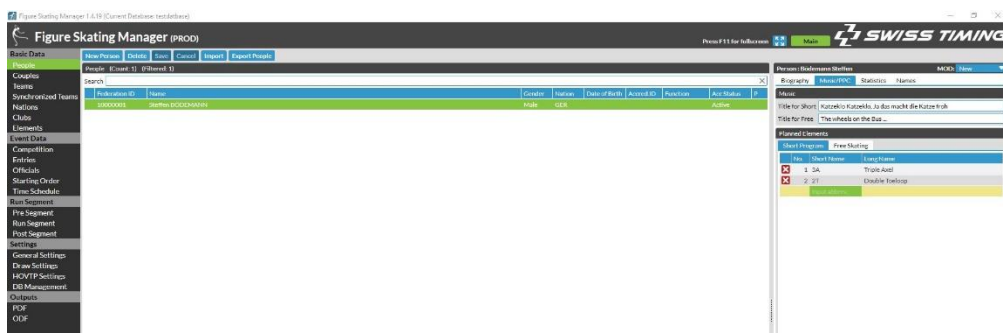 Figure Skating Manager 1.4.19 (Current Database: testdatbase)
Figure Skating Manager (PROD)
Press F11 for fullscreen
Main
SWISS TIMING
Basic Data
People
Couples
Teams
Synchronized Teams
Nations
Clubs
Elements
Event Data
Competition
Entries
Officials
Starting Order
Time Schedule
Run Segment
Pre Segment
Run Segment
Post Segment
Settings
General Settings
Draw Settings
HOVTP Settings
DB Management
Outputs
PDF
ODF
New Person Delete Save Cancel Import Export People
People (Count: 1) (Filtered: 1)
Search
X
Federation ID Name Gender Nation Date of Birth Accred. ID Function Acc Status P
10000001 Steffen BÖDEMANN Male GER Active
Person: Bödemann Steffen MOD: New
Biography Music/PPC Statistics Names
Music
Title for Short Katzeklo Katzeklo, Ja das macht die Katze froh
Title for Free The wheels on the Bus ...
Planned Elements
Short Program Free Skating
No. Short Name Long Name
1 3A Triple Axel
2 2T Double Toeloop